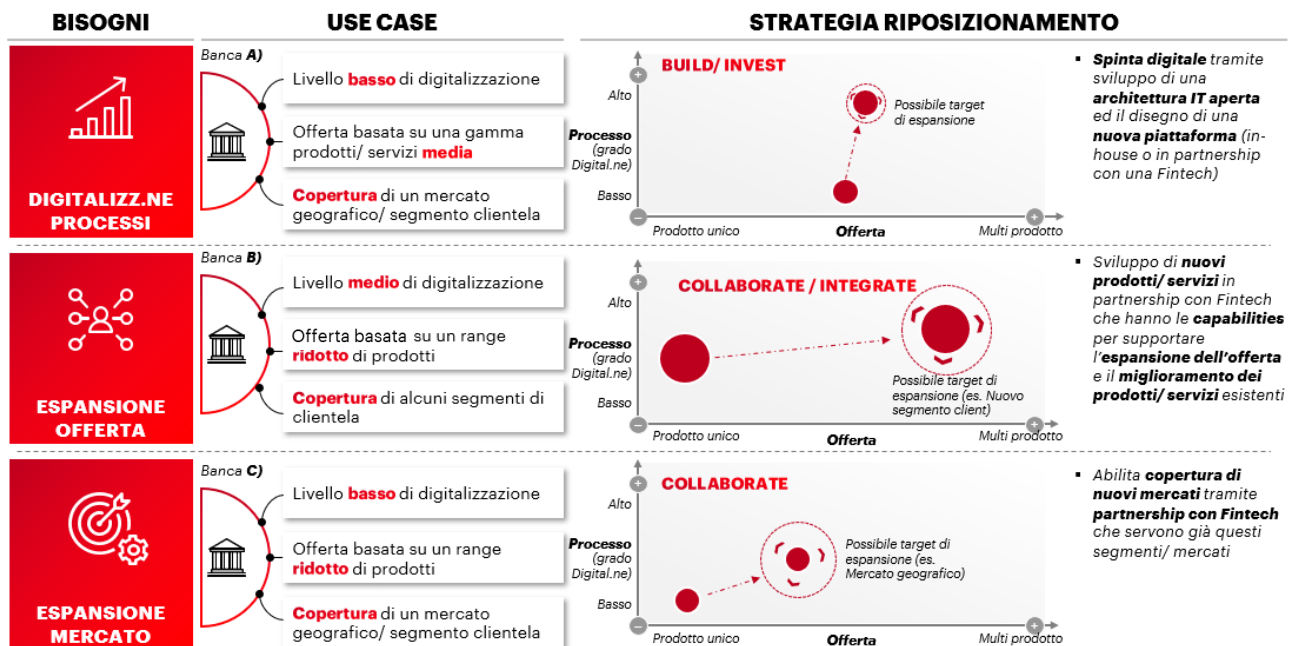 BISOGNI
USE CASE
STRATEGIA RIPOSIZIONAMENTO
DIGITALIZZ.NE
PROCESSI
Banca A)
Livello basso di digitalizzazione
Offerta basata su una gamma
prodotti/ servizi media
Copertura di un mercato
geografico/ segmento clientela
BUILD/ INVEST
+
Alto
Processo
(grado
Digital.ne)
Basso
−
Prodotto unico
Offerta
Multi prodotto
+
Possibile target
di espansione
▪ Spinta digitale tramite
sviluppo di una
architettura IT aperta
ed il disegno di una
nuova piattaforma (in-
house o in partnership
con una Fintech)
ESPANSIONE
OFFERTA
Banca B)
Livello medio di digitalizzazione
Offerta basata su un range
ridotto di prodotti
Copertura di alcuni segmenti di
clientela
COLLABORATE / INTEGRATE
+
Alto
Processo
(grado
Digital.ne)
Basso
−
Prodotto unico
Offerta
Multi prodotto
+
Possibile target di
espansione (es. Nuovo
segmento client)
▪ Sviluppo di nuovi
prodotti/ servizi in
partnership con Fintech
che hanno le capabilities
per supportare
l’espansione dell’offerta
e il miglioramento dei
prodotti/ servizi esistenti
ESPANSIONE
MERCATO
Banca C)
Livello basso di digitalizzazione
Offerta basata su un range
ridotto di prodotti
Copertura di un mercato
geografico/ segmento clientela
COLLABORATE
+
Alto
Processo
(grado
Digital.ne)
Basso
−
Prodotto unico
Offerta
Multi prodotto
+
Possibile target di
espansione (es.
Mercato geografico)
▪ Abilita copertura di
nuovi mercati tramite
partnership con Fintech
che servono già questi
segmenti/ mercati